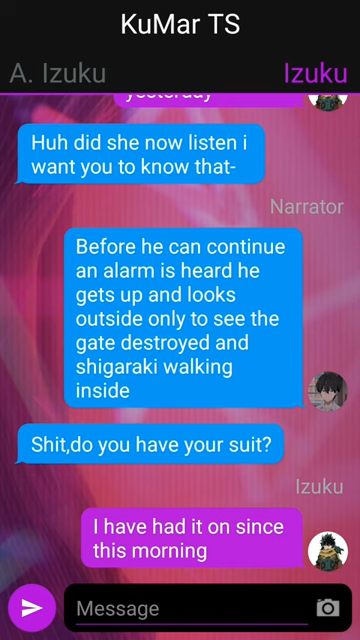 KuMar TS
A. Izuku
Izuku
yesterday
Huh did she now listen i
want you to know that-
Narrator
Before he can continue
an alarm is heard he
gets up and looks
outside only to see the
gate destroyed and
shigaraki walking
inside
Shit,do you have your suit?
Izuku
I have had it on since
this morning
Message